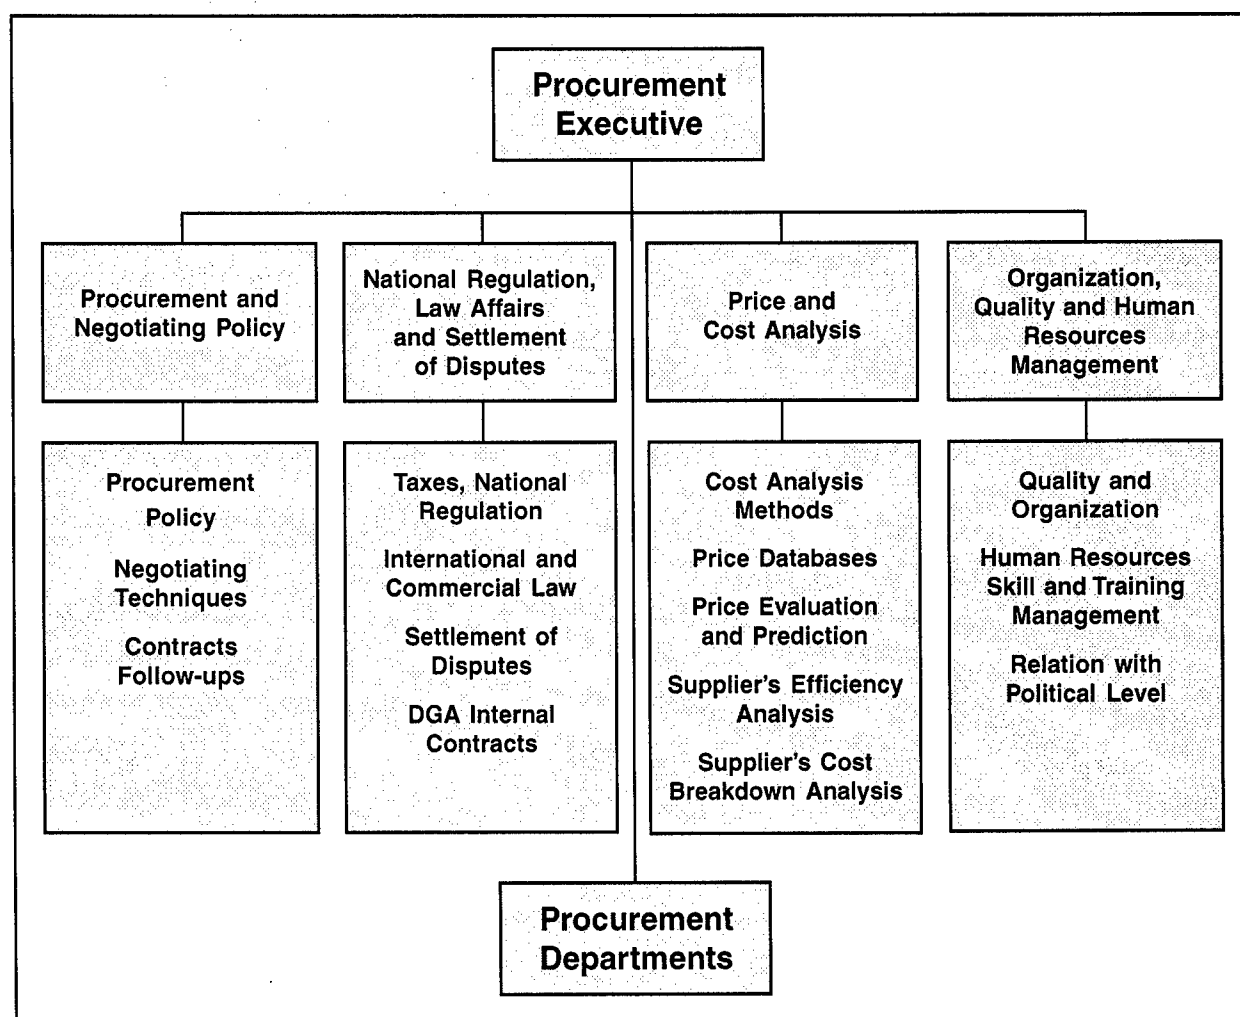 Procurement
Executive
Procurement and
Negotiating Policy
National Regulation,
Law Affairs
and Settlement
of Disputes
Price and
Cost Analysis
Organization,
Quality and Human
Resources
Management
Procurement
Policy
Negotiating
Techniques
Contracts
Follow-ups
Taxes, National
Regulation
International and
Commercial Law
Settlement of
Disputes
DGA Internal
Contracts
Cost Analysis
Methods
Price Databases
Price Evaluation
and Prediction
Supplier's Efficiency
Analysis
Supplier's Cost
Breakdown Analysis
Quality and
Organization
Human Resources
Skill and Training
Management
Relation with
Political Level
Procurement
Departments